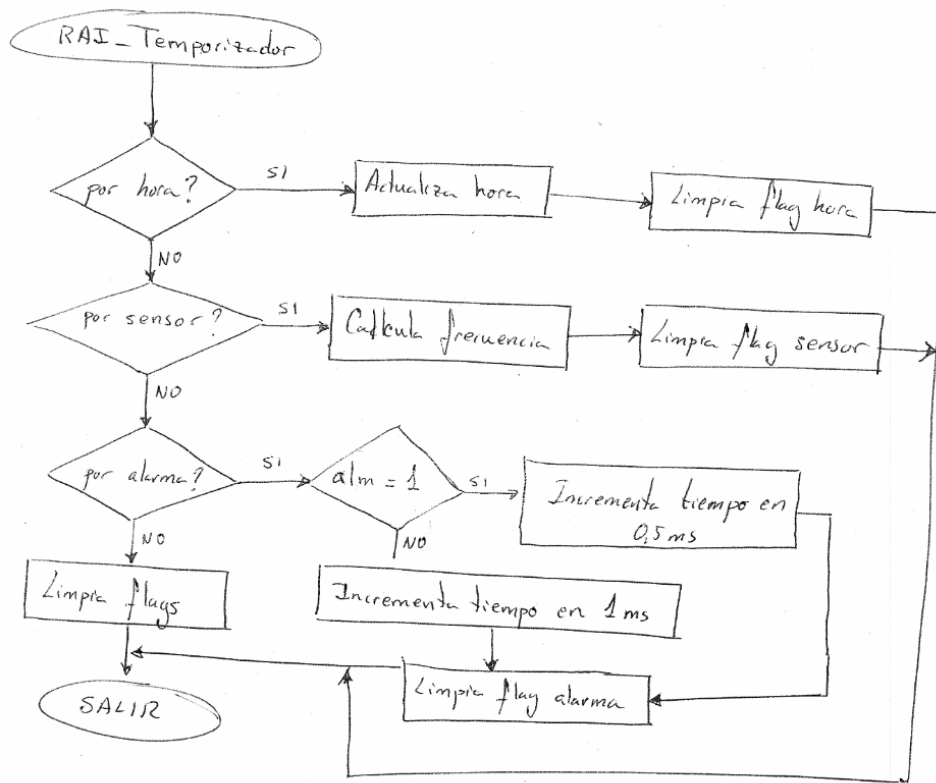 RAI_Temporizador
por hora?
SI
Actualiza hora
Limpia flag hora
NO
por sensor?
SI
Calkula frecuencia
Limpia flag sensor
NO
por alarma?
SI
alm = 1
SI
Incrementa tiempo en
0,5 ms
NO
NO
Limpia flags
Incrementa tiempo en 1 ms
Limpia flag alarma
SALIR